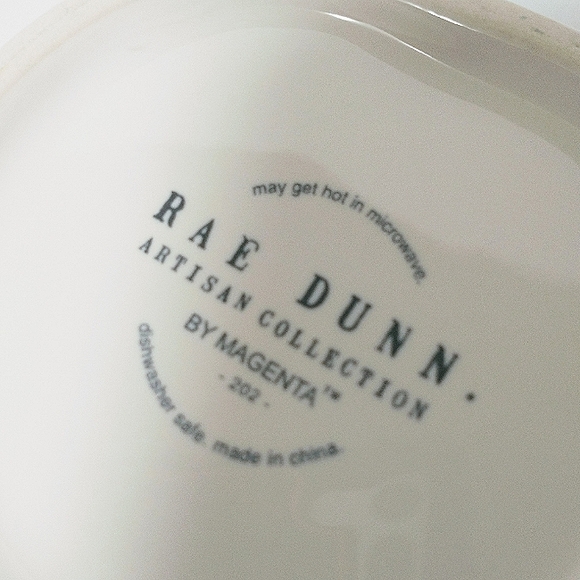 may get hot in microwave.
RAE DUNN.
ARTISAN COLLECTION
BY MAGENTA™
- 202 -
dishwasher safe. made in china.